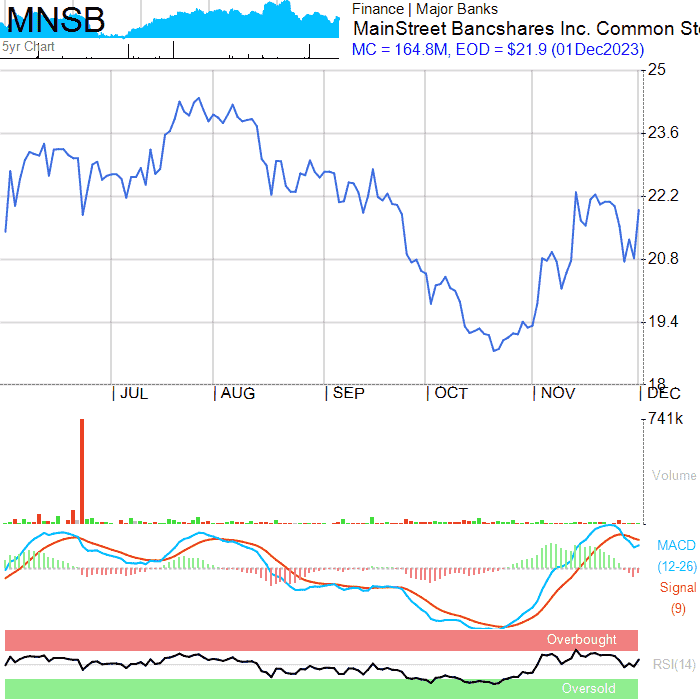 MNSB
5yr Chart
Finance | Major Banks
MainStreet Bancshares Inc. Common Sto
MC = 164.8M, EOD = $21.9 (01Dec2023)
25
23.6
22.2
20.8
19.4
18
JUL
AUG
SEP
OCT
NOV
DEC
741k
Volume
MACD
(12-26)
Signal
(9)
Overbought
RSI(14)
Oversold